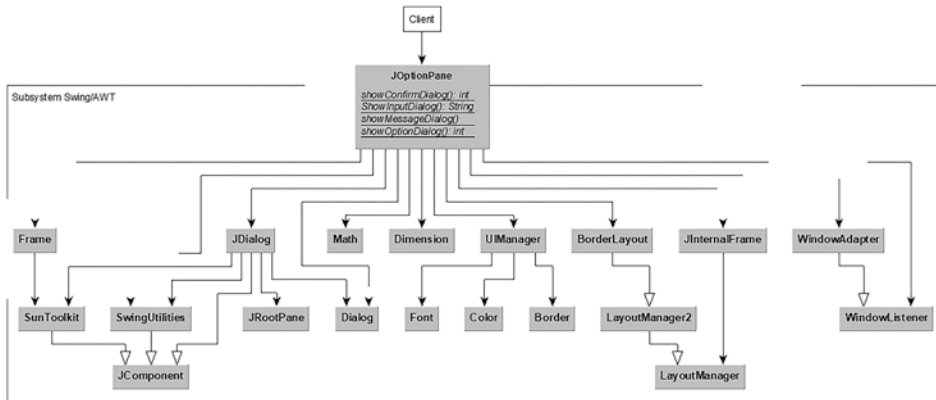 Client
JOptionPane
Subsystem Swing/AWT
showConfirmDialog(): int
ShowInputDialog(): String
showMessageDialog()
showOptionDialog(): int
Frame
JDialog
Math
Dimension
UIManager
BorderLayout
JInternalFrame
WindowAdapter
SunToolkit
SwingUtilities
JRootPane
Dialog
Font
Color
Border
LayoutManager2
WindowListener
JComponent
LayoutManager